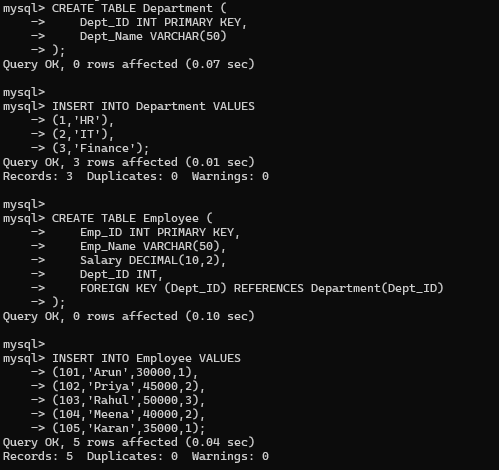 mysql> CREATE TABLE Department (
    ->     Dept_ID INT PRIMARY KEY,
    ->     Dept_Name VARCHAR(50)
    -> );
Query OK, 0 rows affected (0.07 sec)

mysql>
mysql> INSERT INTO Department VALUES
    -> (1,'HR'),
    -> (2,'IT'),
    -> (3,'Finance');
Query OK, 3 rows affected (0.01 sec)
Records: 3  Duplicates: 0  Warnings: 0

mysql>
mysql> CREATE TABLE Employee (
    ->     Emp_ID INT PRIMARY KEY,
    ->     Emp_Name VARCHAR(50),
    ->     Salary DECIMAL(10,2),
    ->     Dept_ID INT,
    ->     FOREIGN KEY (Dept_ID) REFERENCES Department(Dept_ID)
    -> );
Query OK, 0 rows affected (0.10 sec)

mysql>
mysql> INSERT INTO Employee VALUES
    -> (101,'Arun',30000,1),
    -> (102,'Priya',45000,2),
    -> (103,'Rahul',50000,3),
    -> (104,'Meena',40000,2),
    -> (105,'Karan',35000,1);
Query OK, 5 rows affected (0.04 sec)
Records: 5  Duplicates: 0  Warnings: 0